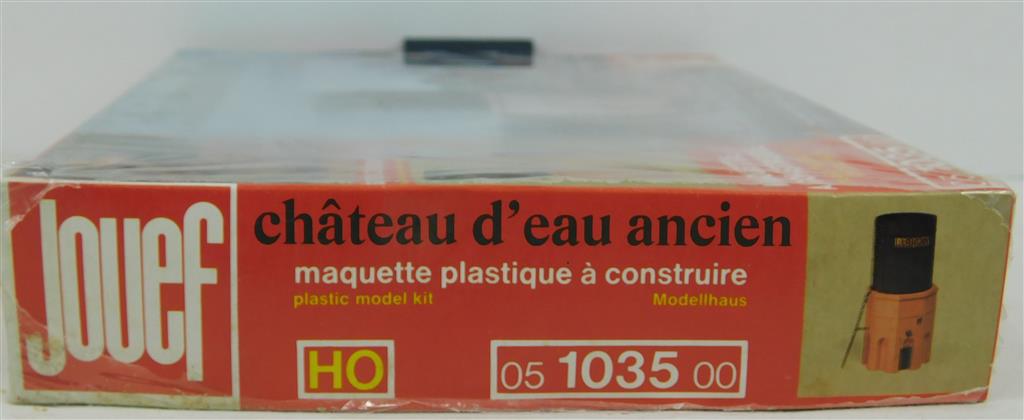 Jouef
château d'eau ancien
maquette plastique à construire
plastic model kit Modellhaus
HO
05 1035 00